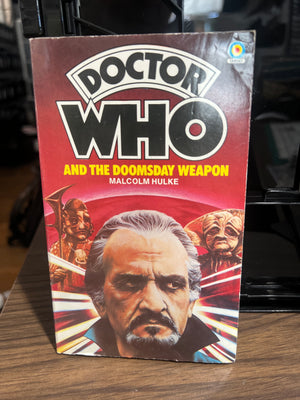 DOCTOR
WHO
AND THE DOOMSDAY WEAPON
MALCOLM HULKE